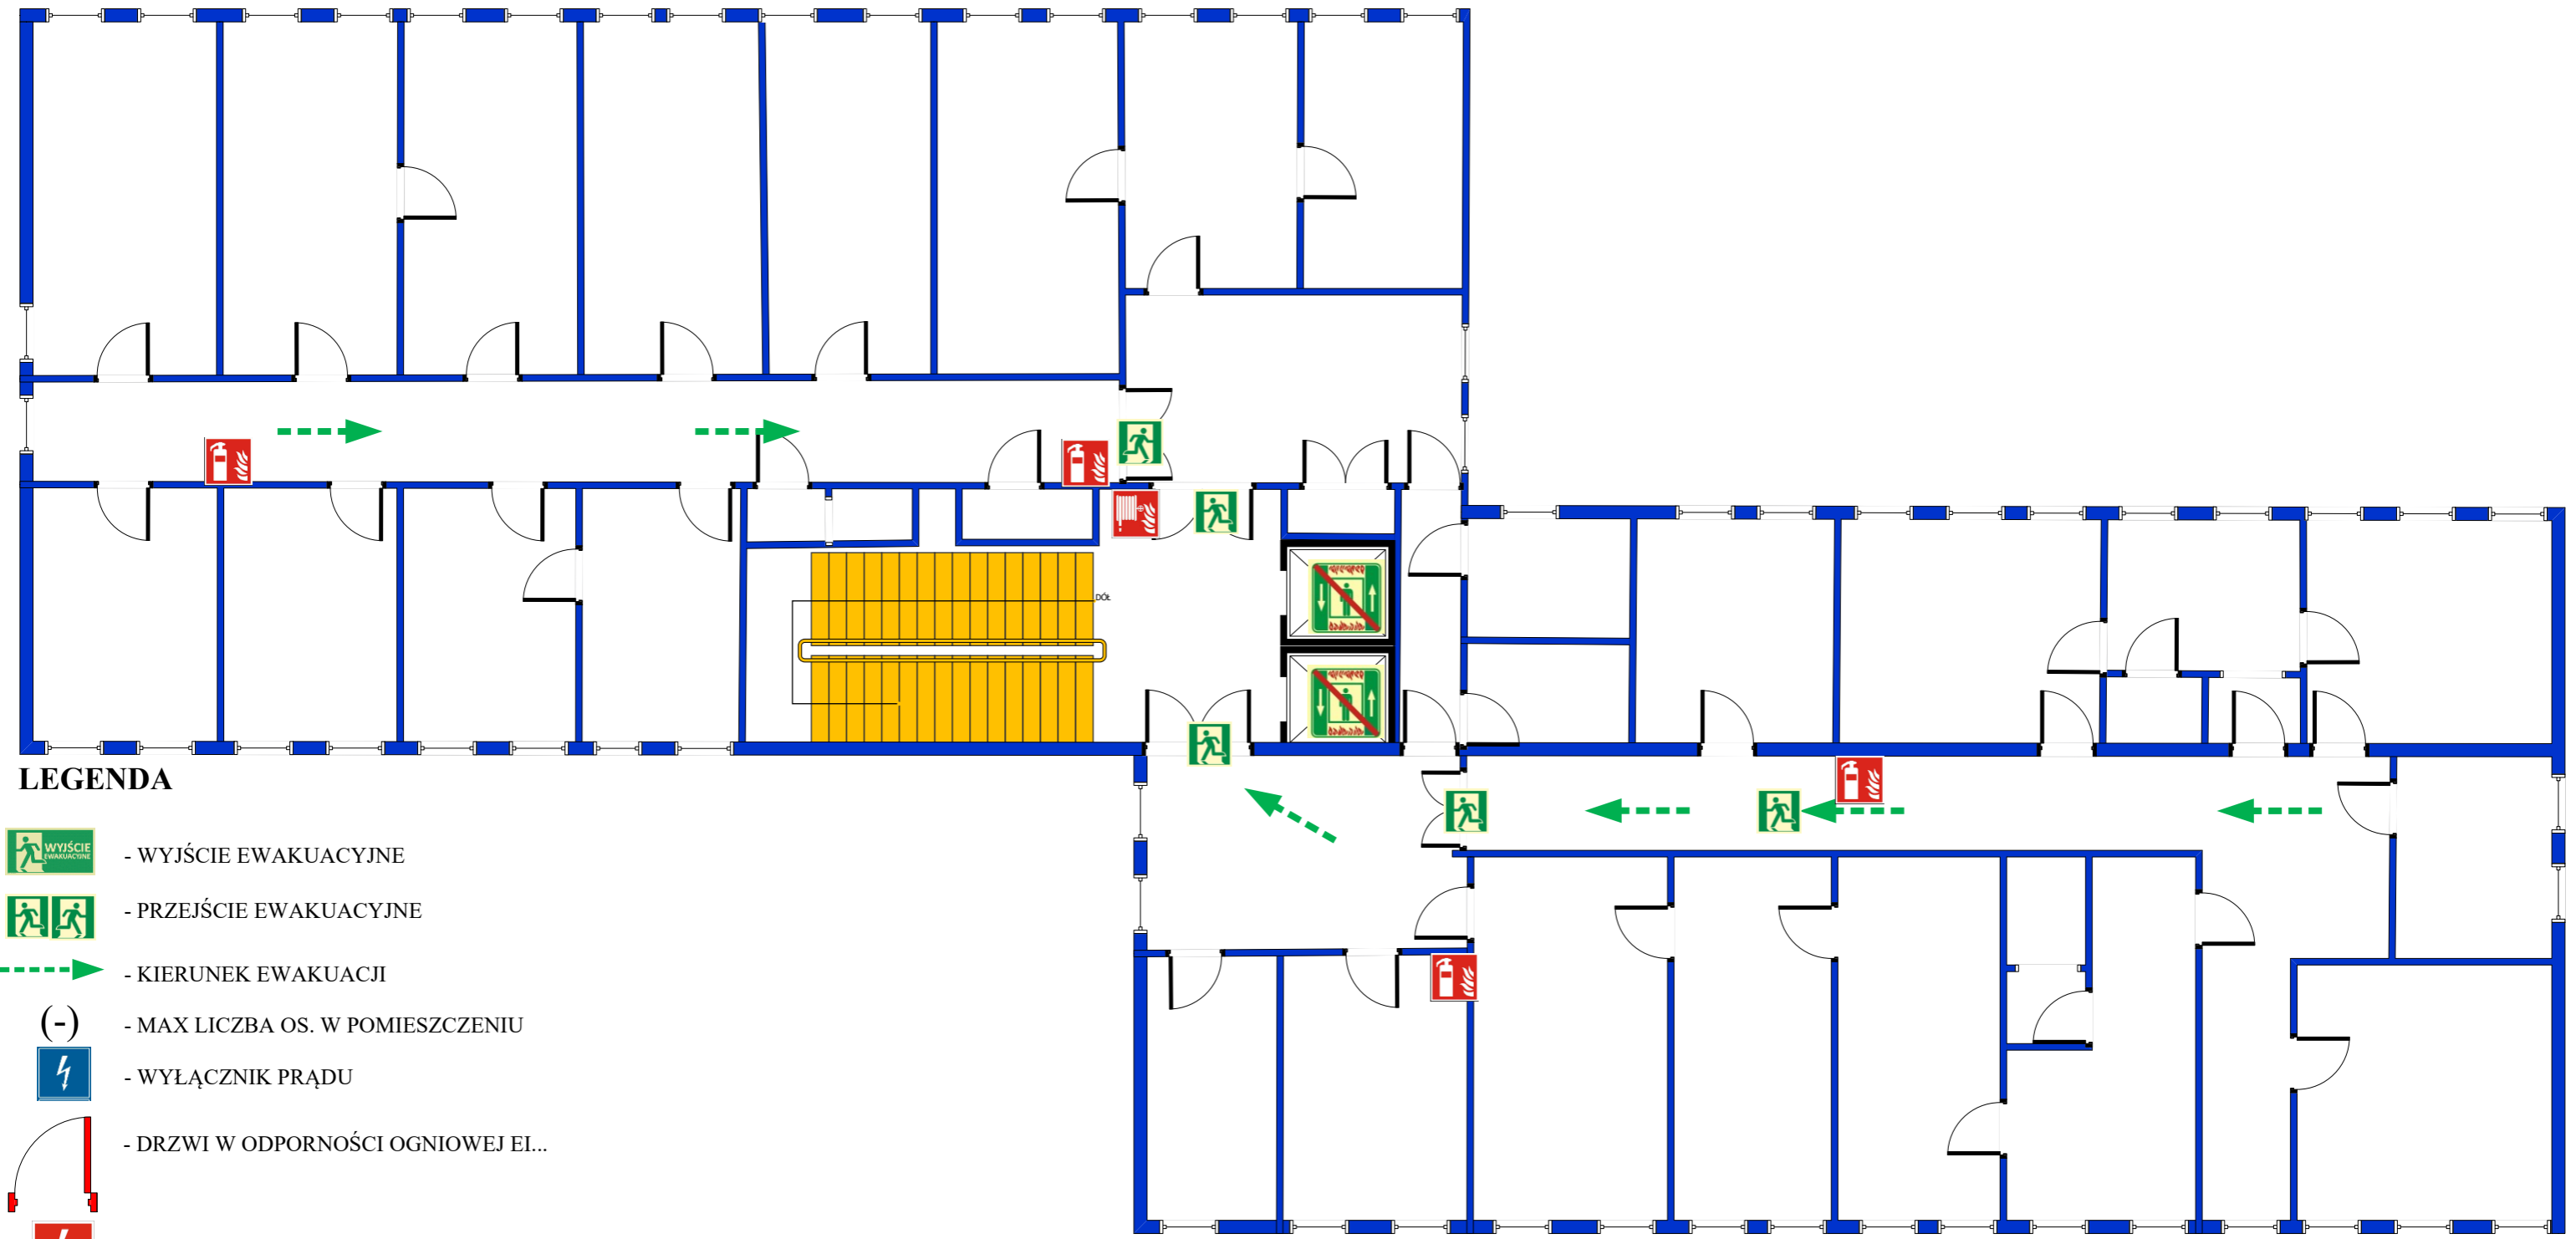 DÓŁ
LEGENDA
WYJŚCIE
EWAKUACYJNE
- WYJŚCIE EWAKUACYJNE
- PRZEJŚCIE EWAKUACYJNE
- KIERUNEK EWAKUACJI
(-)
- MAX LICZBA OS. W POMIESZCZENIU
- WYŁĄCZNIK PRĄDU
- DRZWI W ODPORNOŚCI OGNIOWEJ EI...